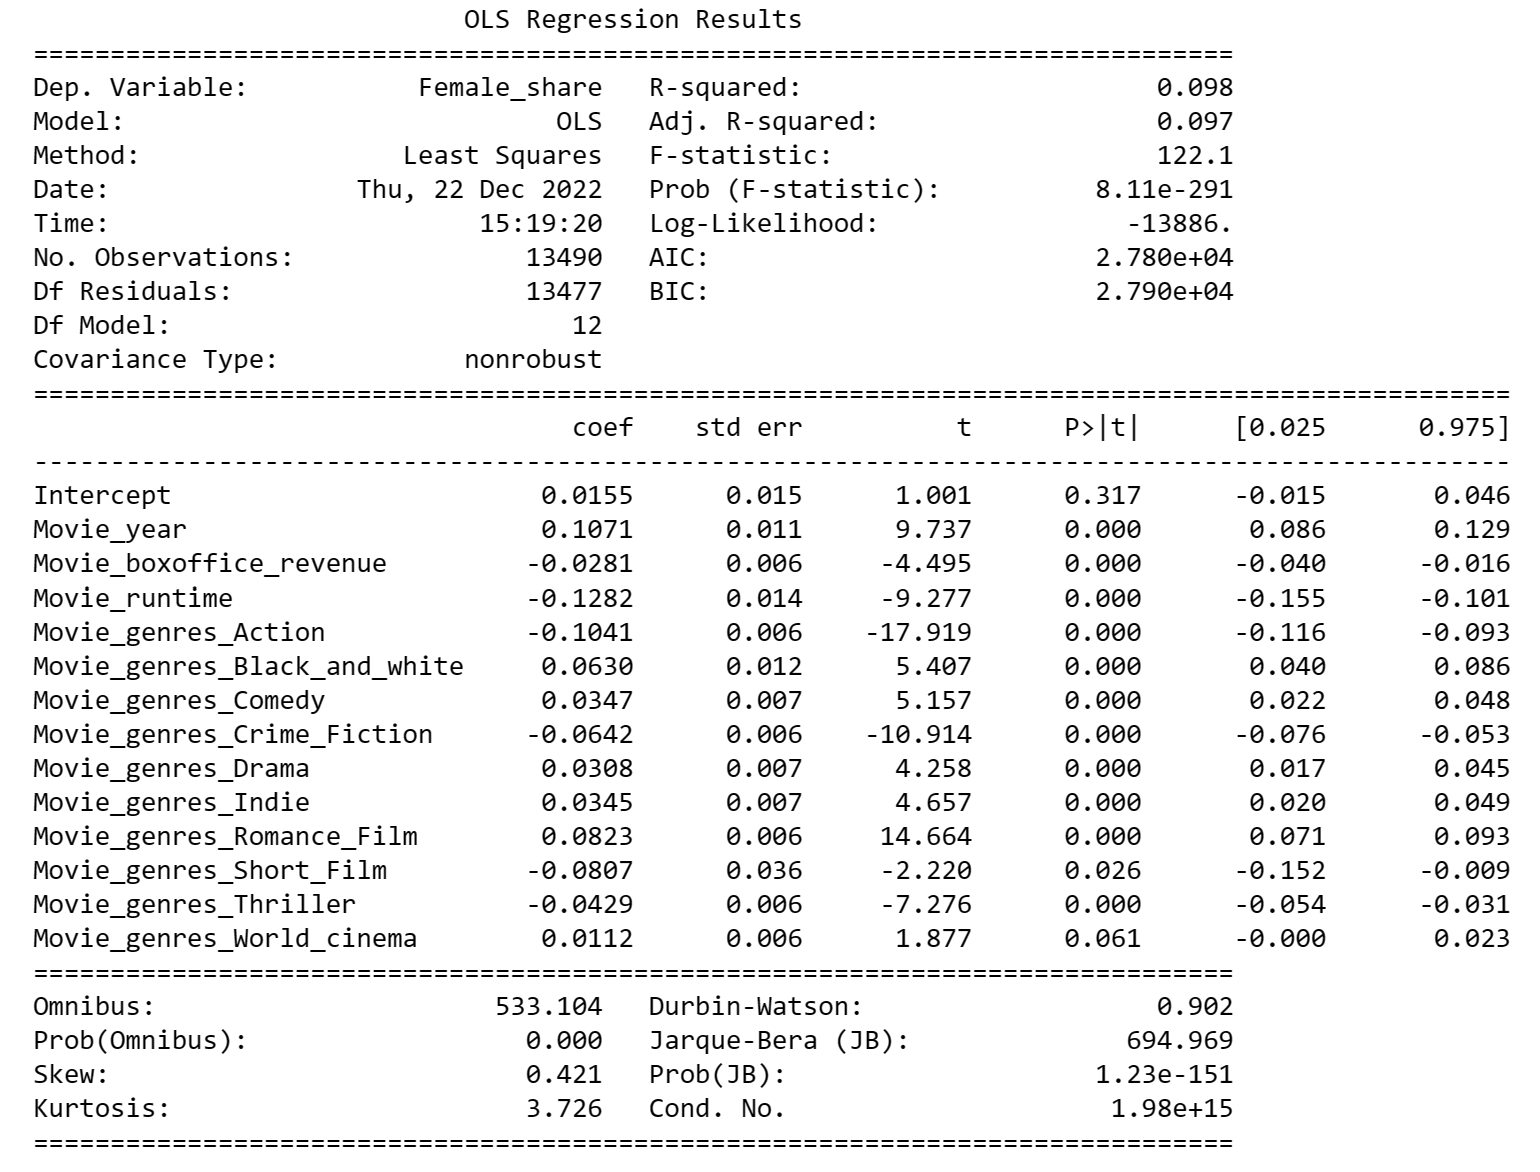 OLS Regression Results
==============================================================================
Dep. Variable: Female_share R-squared: 0.098
Model: OLS Adj. R-squared: 0.097
Method: Least Squares F-statistic: 122.1
Date: Thu, 22 Dec 2022 Prob (F-statistic): 8.11e-291
Time: 15:19:20 Log-Likelihood: -13886.
No. Observations: 13490 AIC: 2.780e+04
Df Residuals: 13477 BIC: 2.790e+04
Df Model: 12
Covariance Type: nonrobust
================================================================================================
coef std err t P>|t| [0.025 0.975]
------------------------------------------------------------------------------------------------
Intercept 0.0155 0.015 1.001 0.317 -0.015 0.046
Movie_year 0.1071 0.011 9.737 0.000 0.086 0.129
Movie_boxoffice_revenue -0.0281 0.006 -4.495 0.000 -0.040 -0.016
Movie_runtime -0.1282 0.014 -9.277 0.000 -0.155 -0.101
Movie_genres_Action -0.1041 0.006 -17.919 0.000 -0.116 -0.093
Movie_genres_Black_and_white 0.0630 0.012 5.407 0.000 0.040 0.086
Movie_genres_Comedy 0.0347 0.007 5.157 0.000 0.022 0.048
Movie_genres_Crime_Fiction -0.0642 0.006 -10.914 0.000 -0.076 -0.053
Movie_genres_Drama 0.0308 0.007 4.258 0.000 0.017 0.045
Movie_genres_Indie 0.0345 0.007 4.657 0.000 0.020 0.049
Movie_genres_Romance_Film 0.0823 0.006 14.664 0.000 0.071 0.093
Movie_genres_Short_Film -0.0807 0.036 -2.220 0.026 -0.152 -0.009
Movie_genres_Thriller -0.0429 0.006 -7.276 0.000 -0.054 -0.031
Movie_genres_World_cinema 0.0112 0.006 1.877 0.061 -0.000 0.023
==============================================================================
Omnibus: 533.104 Durbin-Watson: 0.902
Prob(Omnibus): 0.000 Jarque-Bera (JB): 694.969
Skew: 0.421 Prob(JB): 1.23e-151
Kurtosis: 3.726 Cond. No. 1.98e+15
==============================================================================